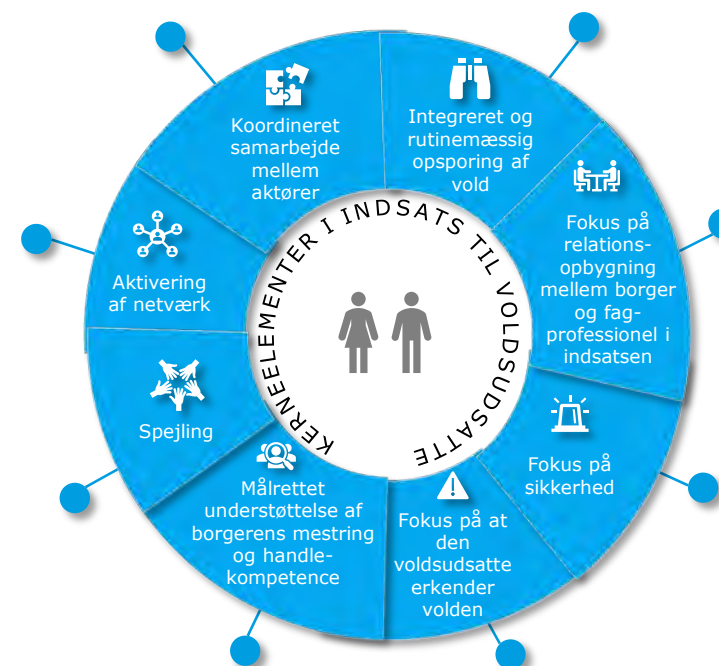 KERNEELEMENTER I INDSATS TIL VOLDSUDSATTE
Integreret og
rutinemæssig
opsporing af
vold
Fokus på
relations-
opbygning
mellem borger
og fag-
professionel i
indsatsen
Fokus på
sikkerhed
Fokus på at
den
voldsudsatte
erkender
volden
Målrettet
understøttelse af
borgerens mestring
og handle-
kompetence
Spejling
Aktivering
af netværk
Koordineret
samarbejde
mellem
aktører